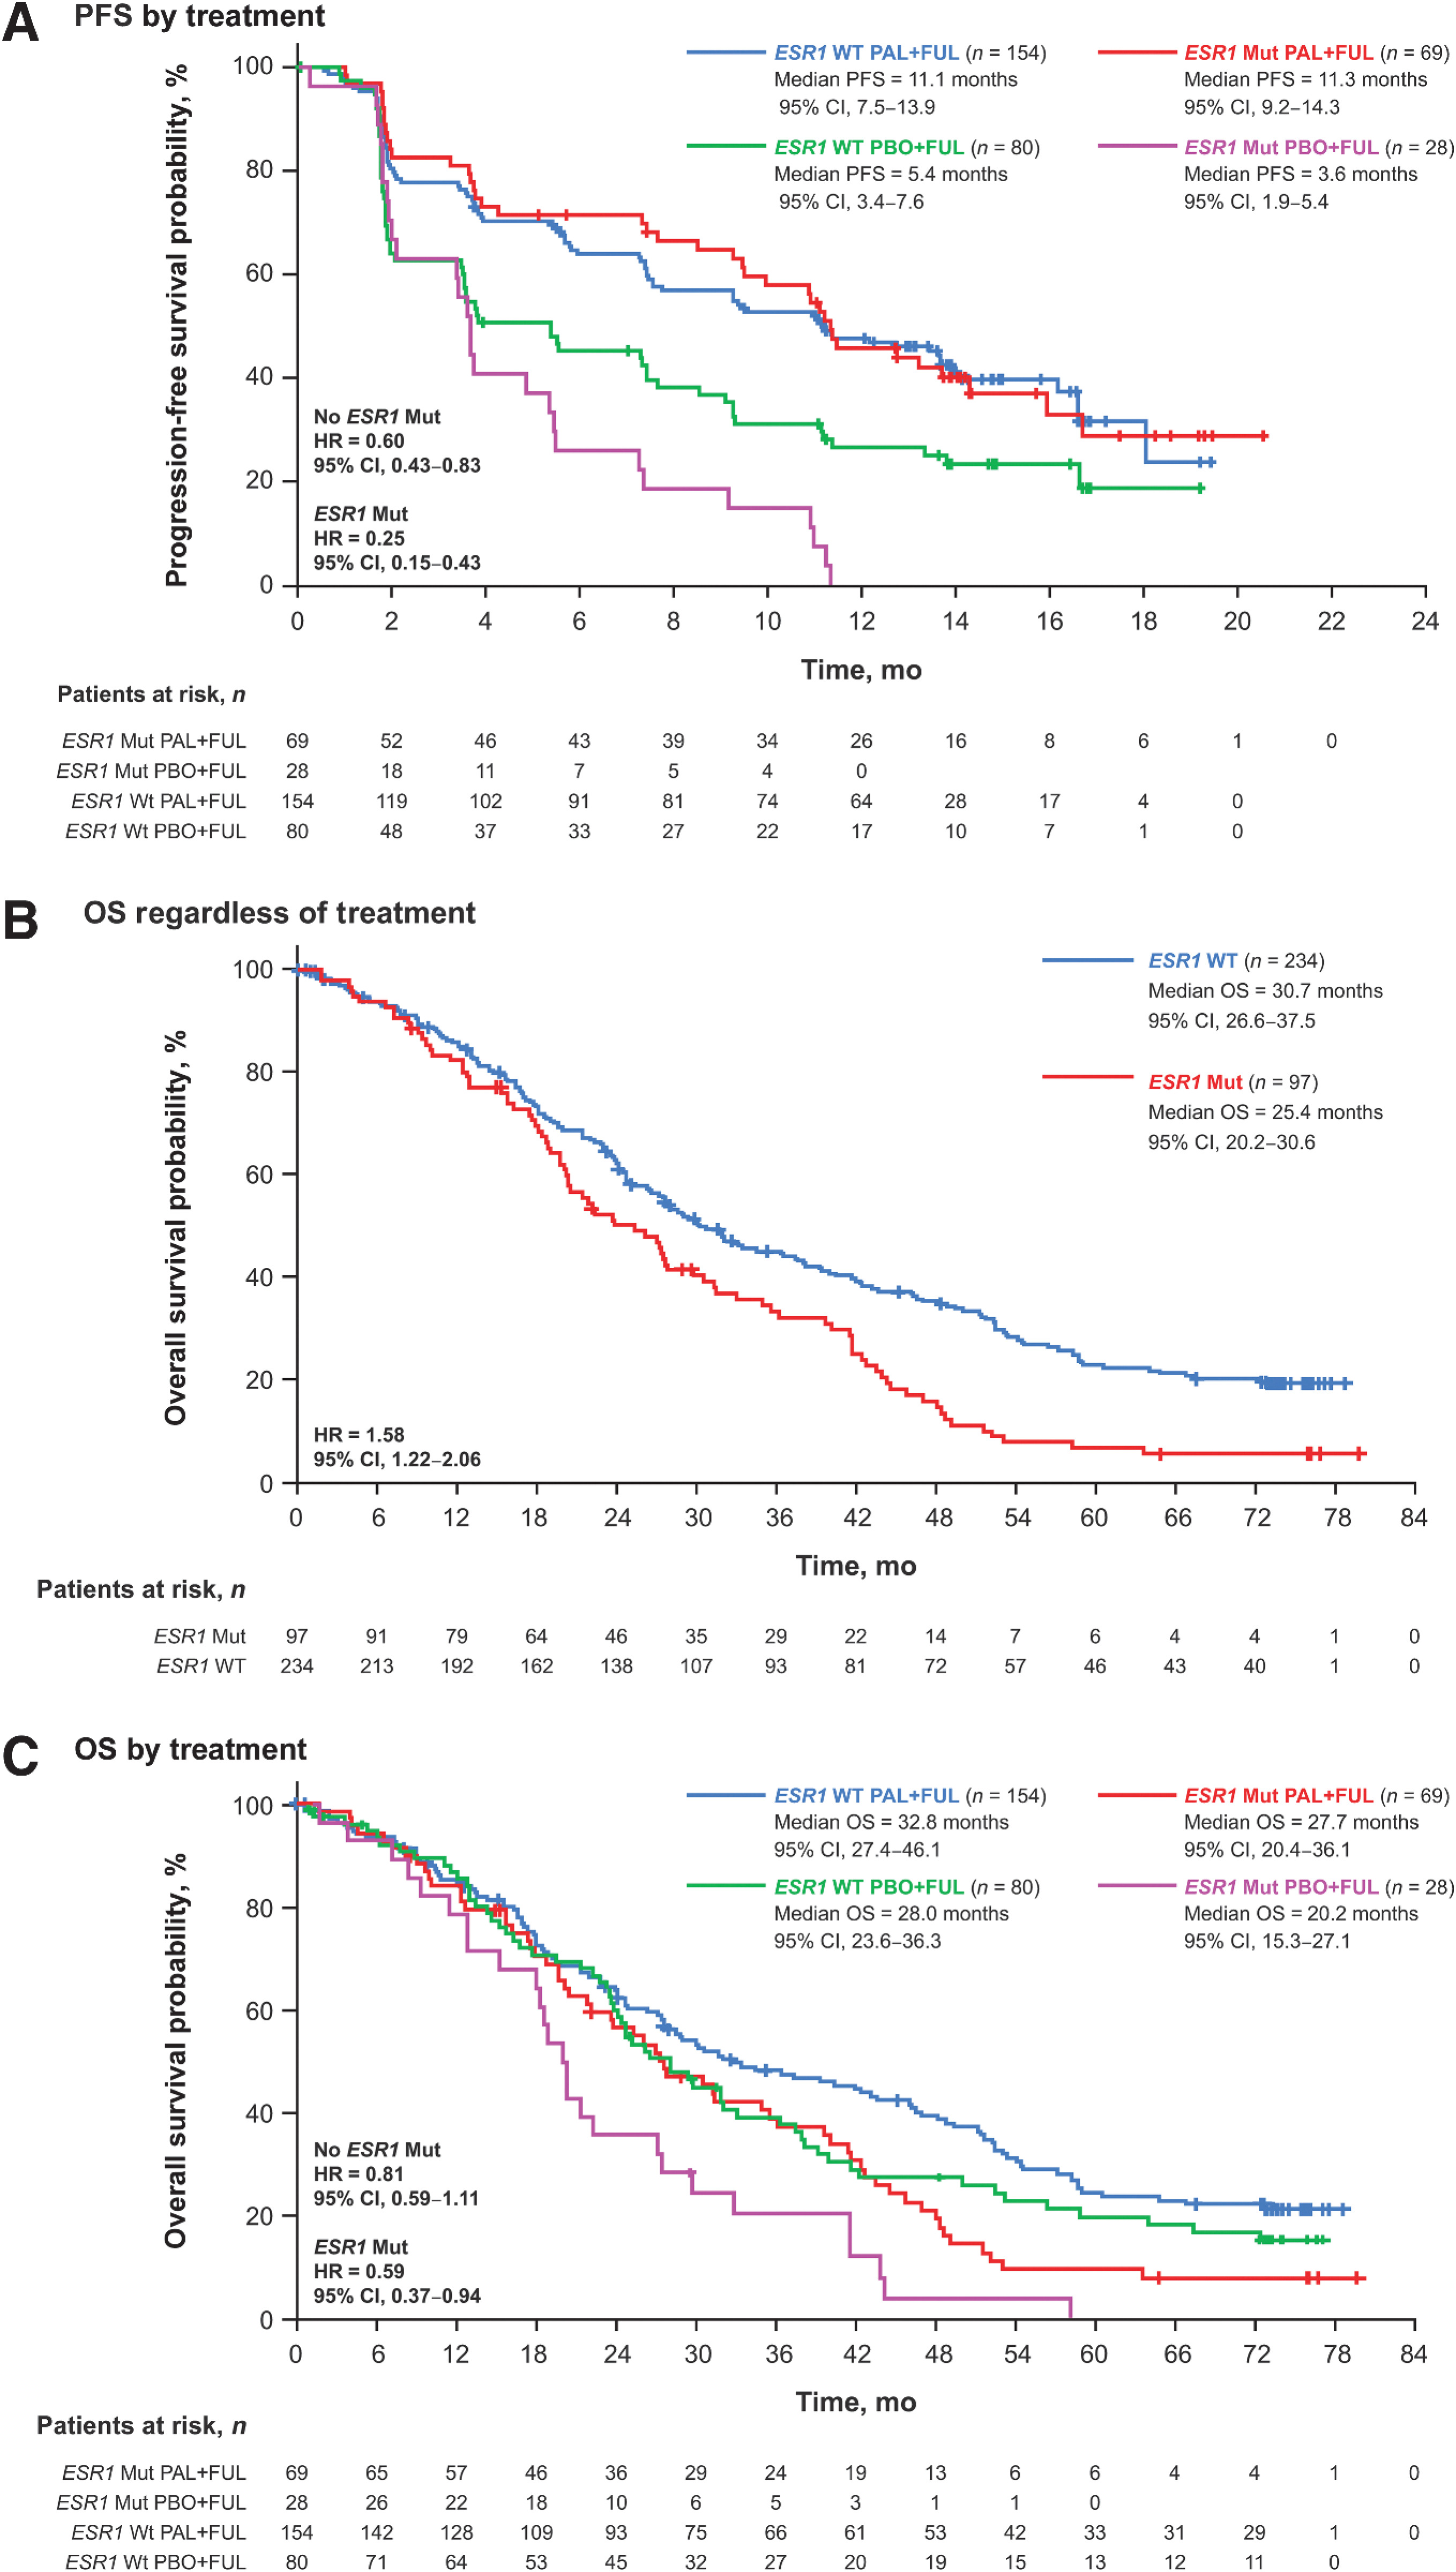 A PFS by treatment
Progression-free survival probability, %
100
80
60
40
20
0
ESR1 WT PAL+FUL (n = 154)
Median PFS = 11.1 months
95% CI, 7.5–13.9
ESR1 Mut PAL+FUL (n = 69)
Median PFS = 11.3 months
95% CI, 9.2–14.3
ESR1 WT PBO+FUL (n = 80)
Median PFS = 5.4 months
95% CI, 3.4–7.6
ESR1 Mut PBO+FUL (n = 28)
Median PFS = 3.6 months
95% CI, 1.9–5.4
No ESR1 Mut
HR = 0.60
95% CI, 0.43–0.83
ESR1 Mut
HR = 0.25
95% CI, 0.15–0.43
0 2 4 6 8 10 12 14 16 18 20 22 24
Time, mo
Patients at risk, n
ESR1 Mut PAL+FUL 69 52 46 43 39 34 26 16 8 6 1 0
ESR1 Mut PBO+FUL 28 18 11 7 5 4 0
ESR1 Wt PAL+FUL 154 119 102 91 81 74 64 28 17 4 0
ESR1 Wt PBO+FUL 80 48 37 33 27 22 17 10 7 1 0
B OS regardless of treatment
Overall survival probability, %
100
80
60
40
20
0
ESR1 WT (n = 234)
Median OS = 30.7 months
95% CI, 26.6–37.5
ESR1 Mut (n = 97)
Median OS = 25.4 months
95% CI, 20.2–30.6
HR = 1.58
95% CI, 1.22–2.06
0 6 12 18 24 30 36 42 48 54 60 66 72 78 84
Time, mo
Patients at risk, n
ESR1 Mut 97 91 79 64 46 35 29 22 14 7 6 4 4 1 0
ESR1 WT 234 213 192 162 138 107 93 81 72 57 46 43 40 1 0
C OS by treatment
Overall survival probability, %
100
80
60
40
20
0
ESR1 WT PAL+FUL (n = 154)
Median OS = 32.8 months
95% CI, 27.4–46.1
ESR1 Mut PAL+FUL (n = 69)
Median OS = 27.7 months
95% CI, 20.4–36.1
ESR1 WT PBO+FUL (n = 80)
Median OS = 28.0 months
95% CI, 23.6–36.3
ESR1 Mut PBO+FUL (n = 28)
Median OS = 20.2 months
95% CI, 15.3–27.1
No ESR1 Mut
HR = 0.81
95% CI, 0.59–1.11
ESR1 Mut
HR = 0.59
95% CI, 0.37–0.94
0 6 12 18 24 30 36 42 48 54 60 66 72 78 84
Time, mo
Patients at risk, n
ESR1 Mut PAL+FUL 69 65 57 46 36 29 24 19 13 6 6 4 4 1 0
ESR1 Mut PBO+FUL 28 26 22 18 10 6 5 3 1 1 0
ESR1 Wt PAL+FUL 154 142 128 109 93 75 66 61 53 42 33 31 29 1 0
ESR1 Wt PBO+FUL 80 71 64 53 45 32 27 20 19 15 13 12 11 0